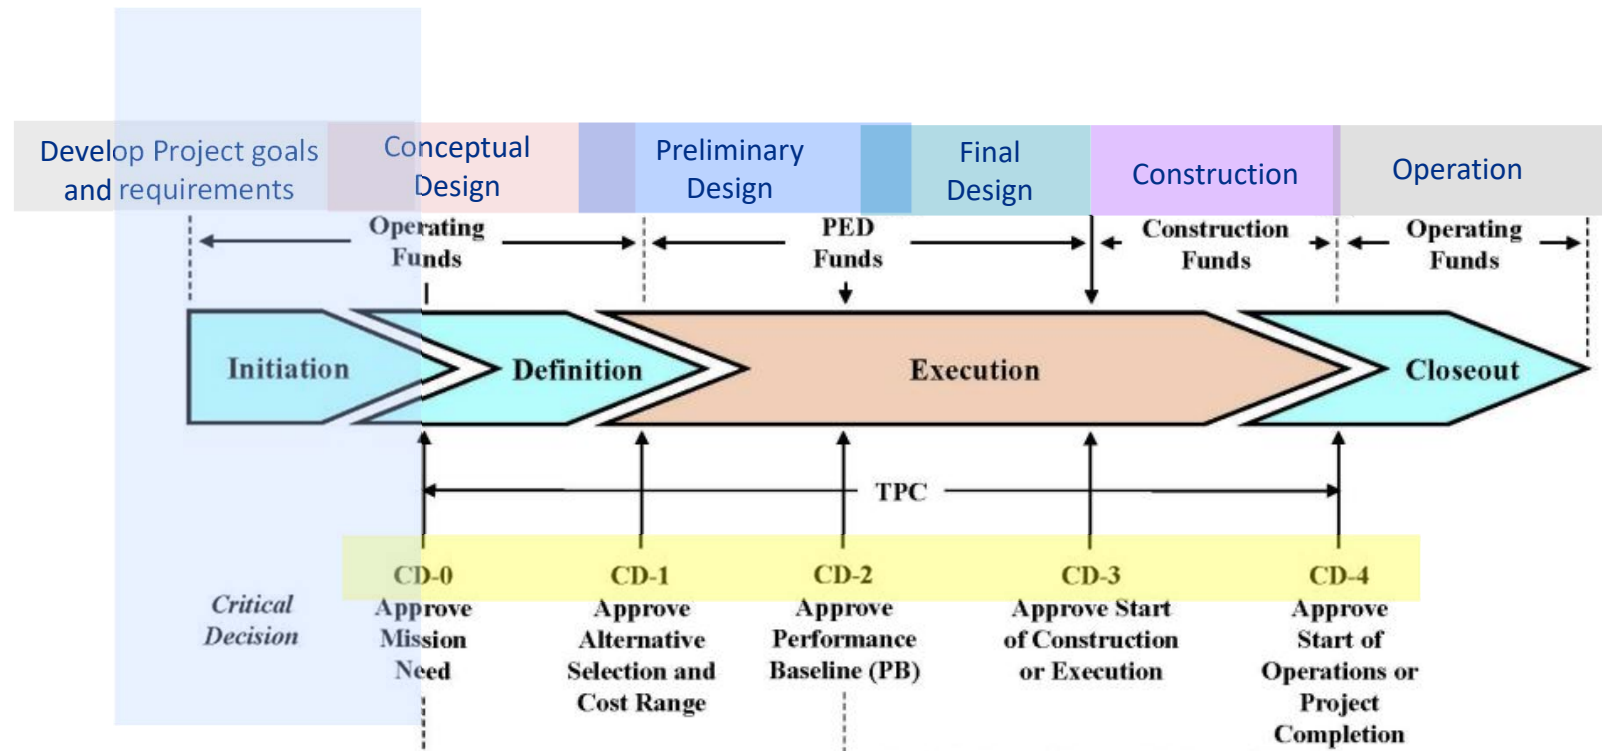 Develop Project goals
and requirements
Conceptual
Design
Preliminary
Design
Final
Design
Construction
Operation
Operating
Funds
PED
Funds
Construction
Funds
Operating
Funds
Initiation
Definition
Execution
Closeout
TPC
Critical
Decision
CD-0
Approve
Mission
Need
CD-1
Approve
Alternative
Selection and
Cost Range
CD-2
Approve
Performance
Baseline (PB)
CD-3
Approve Start
of Construction
or Execution
CD-4
Approve
Start of
Operations or
Project
Completion